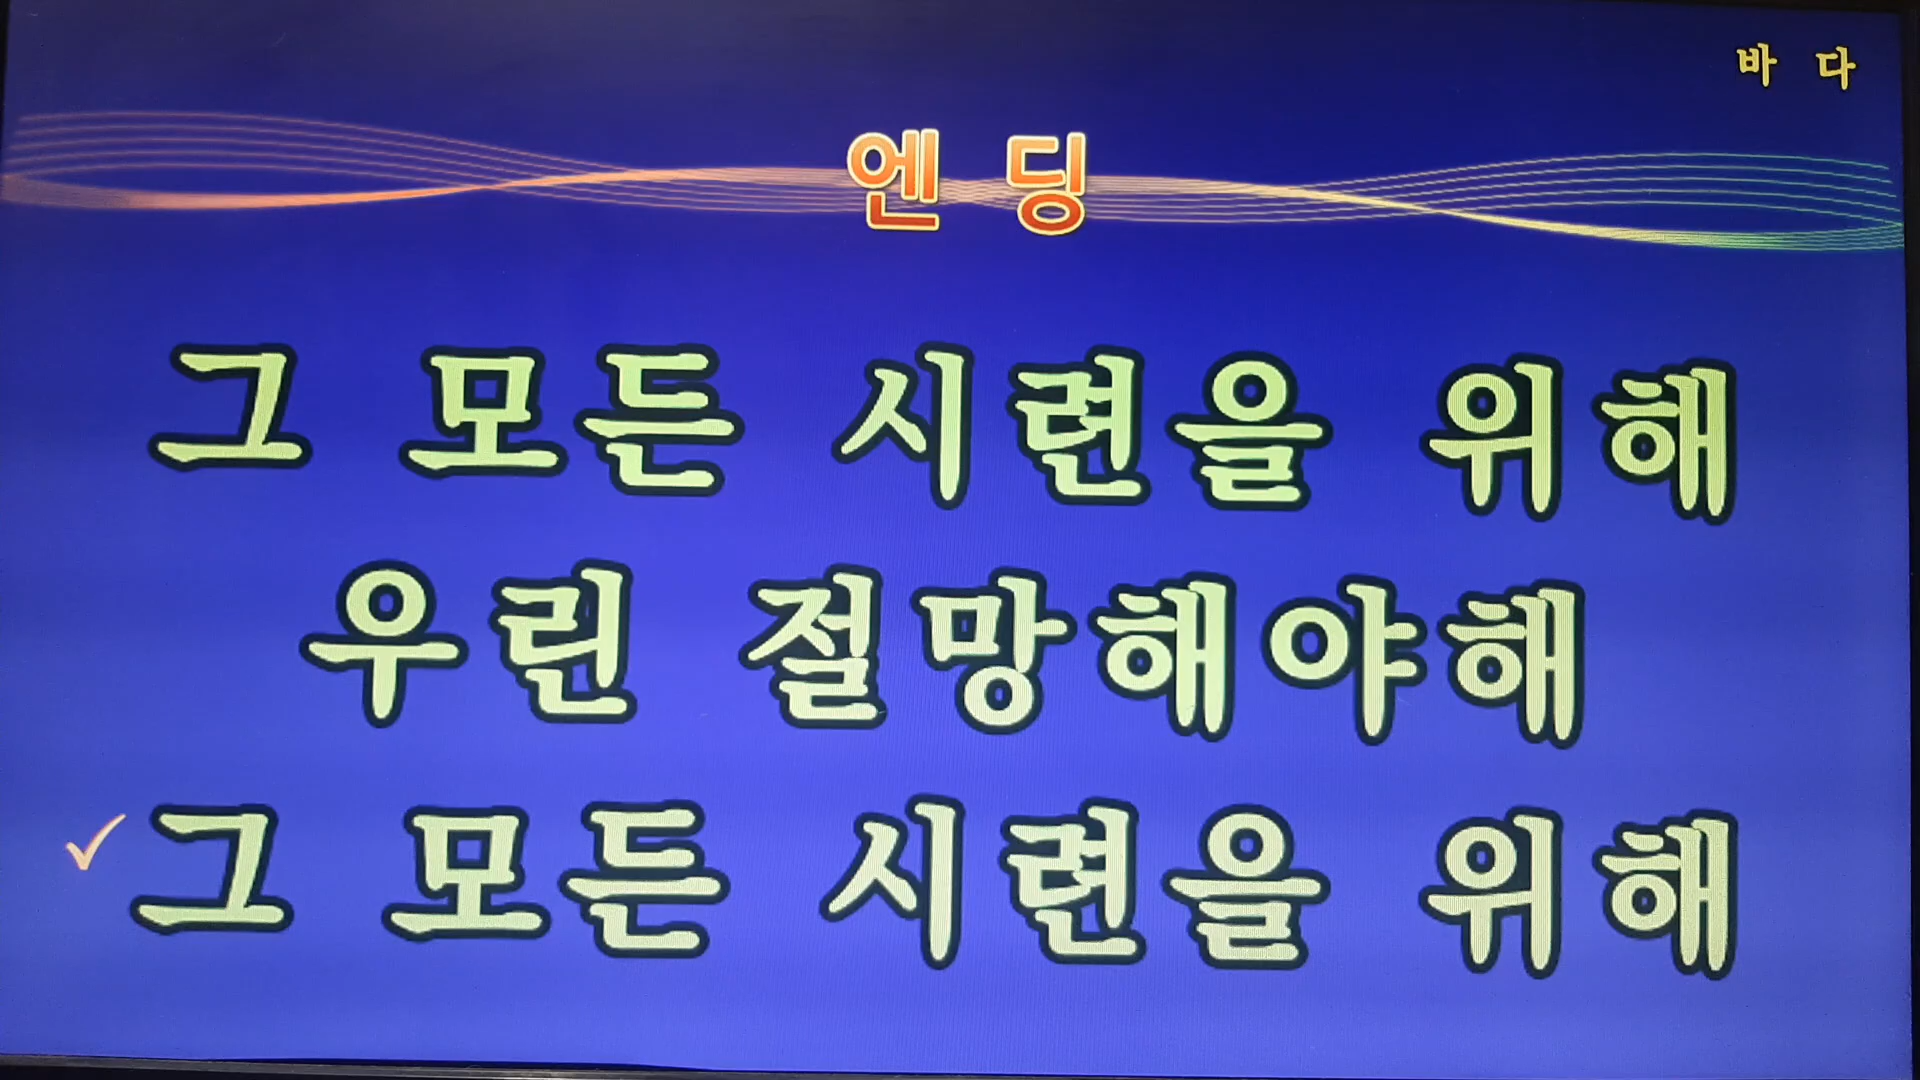 바 다
엔 딩
그 모든 시련을 위해
우린 절망해야해
✓그 모든 시련을 위해